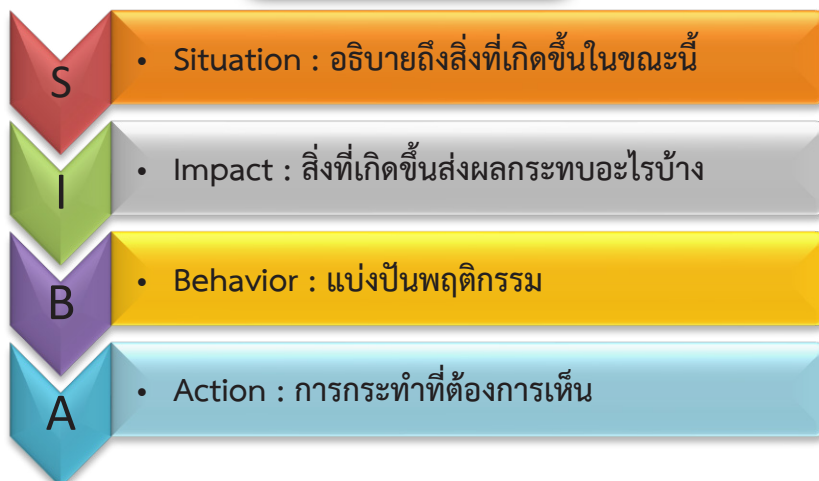 S
• Situation : อธิบายถึงสิ่งที่เกิดขึ้นในขณะนี้
I
• Impact : สิ่งที่เกิดขึ้นส่งผลกระทบอะไรบ้าง
B
• Behavior : แบ่งปันพฤติกรรม
A
• Action : การกระทำที่ต้องการเห็น